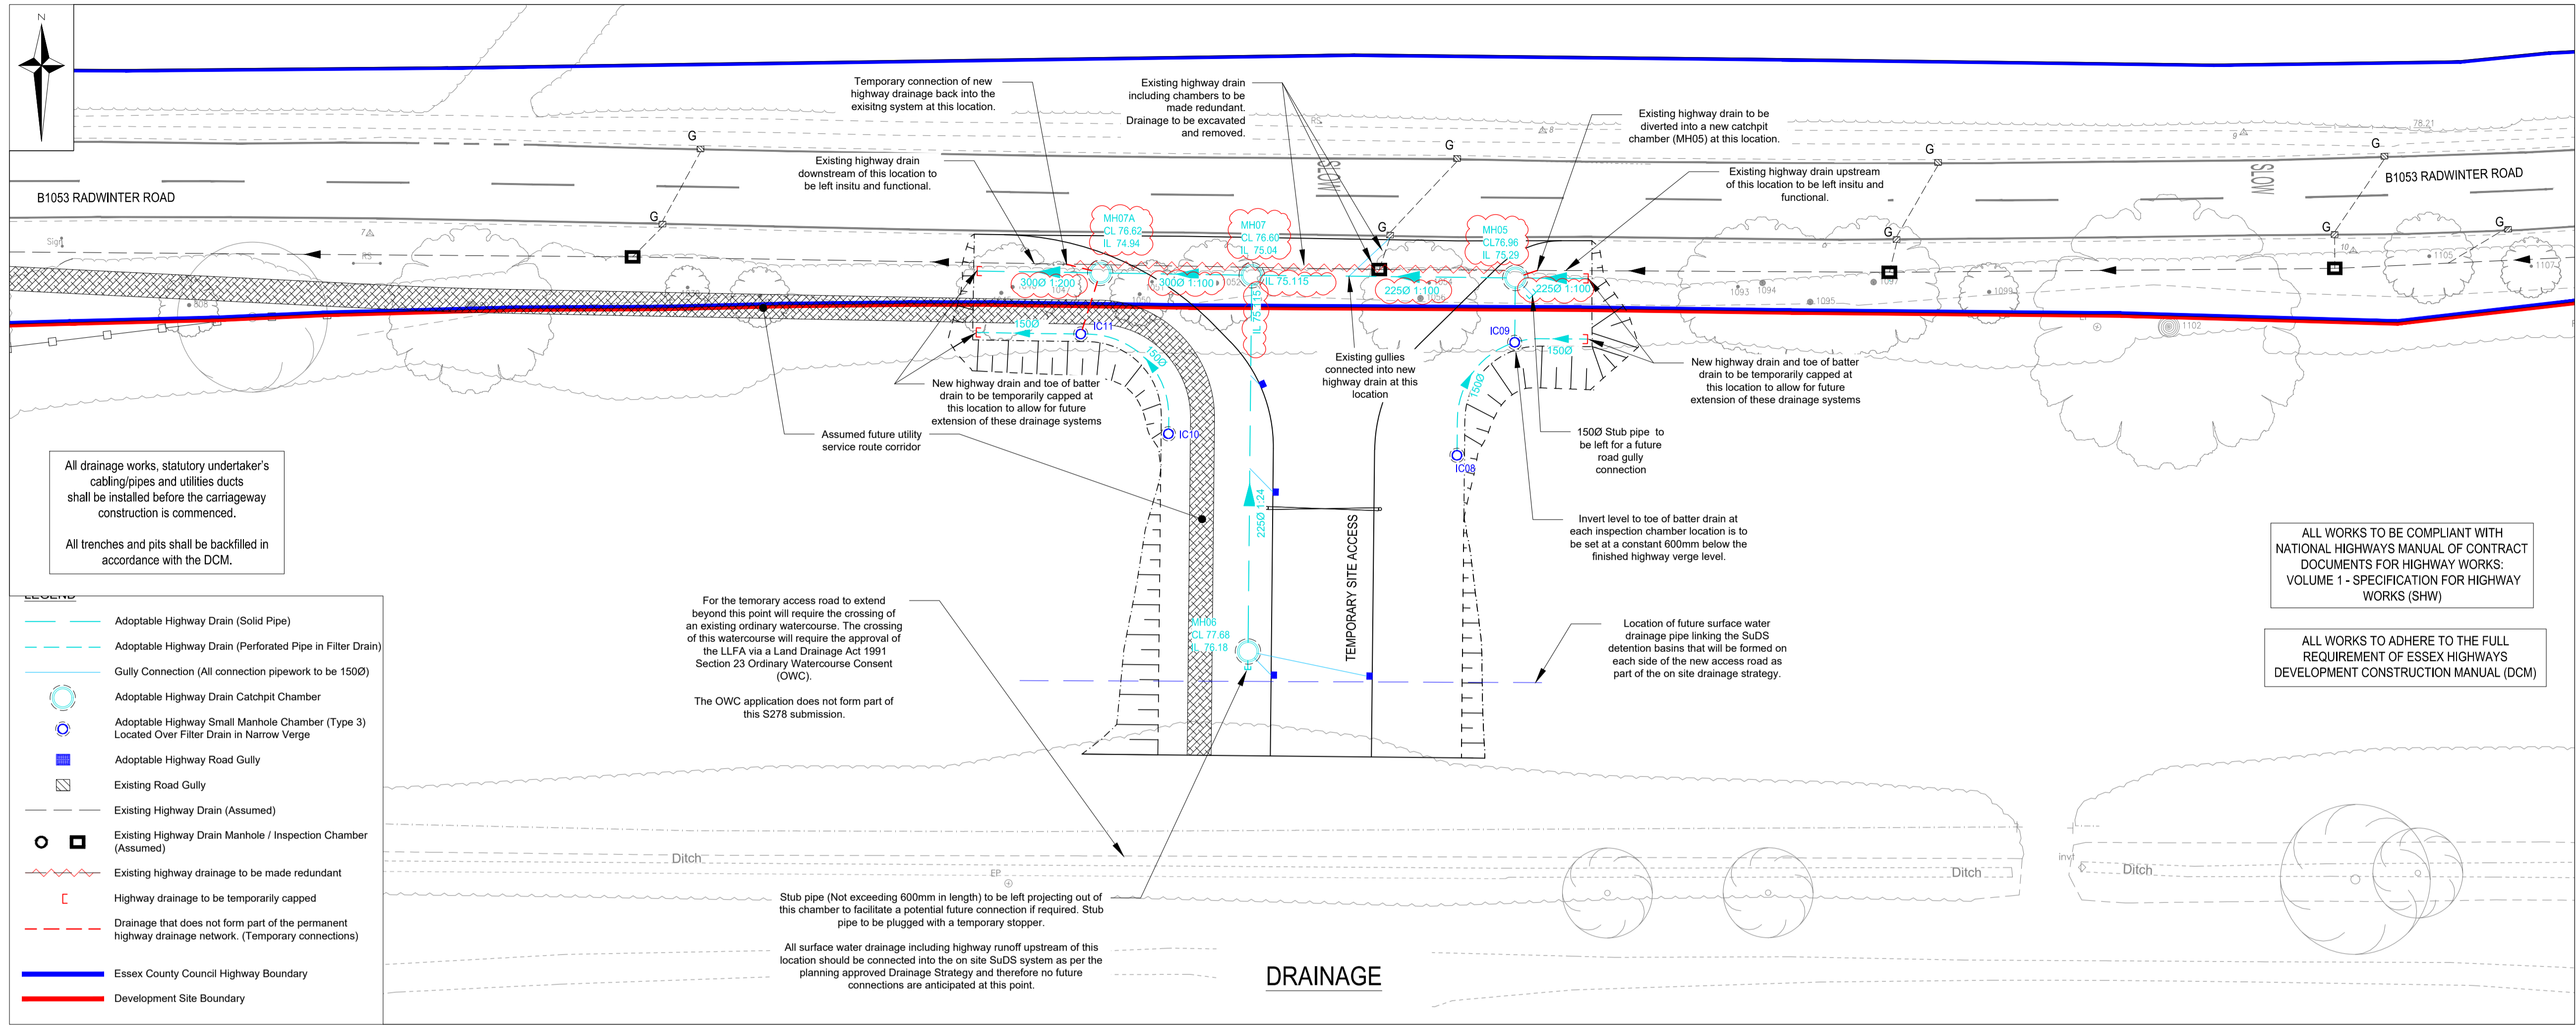 N
Temporary connection of new
highway drainage back into the
exisitng system at this location.
Existing highway drain
including chambers to be
made redundant.
Drainage to be excavated
and removed.
Existing highway drain to be
diverted into a new catchpit
chamber (MH05) at this location.
Existing highway drain
downstream of this location to
be left insitu and functional.
Existing highway drain upstream
of this location to be left insitu and
functional.
RS
8
9
78.21
G
G
G
G
SLOW
SLOW
B1053 RADWINTER ROAD
B1053 RADWINTER ROAD
G
G
G
G
G
MH07A
CL 76.62
IL 74.94
MH07
CL 76.60
IL 75.04
MH05
CL76.96
IL 75.29
Sign
7
RS
10
1105
1107
300Ø 1:200
300Ø 1:100
IL 75.115
225Ø 1:100
225Ø 1:100
808
1050
1052
1056
1093
1094
1095
1097
1099
1102
150Ø
IC11
150Ø
IC09
150Ø
150Ø
IC10
IC08
New highway drain and toe of batter
drain to be temporarily capped at
this location to allow for future
extension of these drainage systems
Existing gullies
connected into new
highway drain at this
location
New highway drain and toe of batter
drain to be temporarily capped at
this location to allow for future
extension of these drainage systems
Assumed future utility
service route corridor
150Ø Stub pipe to
be left for a future
road gully
connection
225Ø 1:24
TEMPORARY SITE ACCESS
Invert level to toe of batter drain at
each inspection chamber location is to
be set at a constant 600mm below the
finished highway verge level.
All drainage works, statutory undertaker's
cabling/pipes and utilities ducts
shall be installed before the carriageway
construction is commenced.
All trenches and pits shall be backfilled in
accordance with the DCM.
ALL WORKS TO BE COMPLIANT WITH
NATIONAL HIGHWAYS MANUAL OF CONTRACT
DOCUMENTS FOR HIGHWAY WORKS:
VOLUME 1 - SPECIFICATION FOR HIGHWAY
WORKS (SHW)
ALL WORKS TO ADHERE TO THE FULL
REQUIREMENT OF ESSEX HIGHWAYS
DEVELOPMENT CONSTRUCTION MANUAL (DCM)
For the temorary access road to extend
beyond this point will require the crossing of
an existing ordinary watercourse. The crossing
of this watercourse will require the approval of
the LLFA via a Land Drainage Act 1991
Section 23 Ordinary Watercourse Consent
(OWC).
The OWC application does not form part of
this S278 submission.
MH06
CL 77.68
IL 76.18
Location of future surface water
drainage pipe linking the SuDS
detention basins that will be formed on
each side of the new access road as
part of the on site drainage strategy.
LEGEND
Adoptable Highway Drain (Solid Pipe)
Adoptable Highway Drain (Perforated Pipe in Filter Drain)
Gully Connection (All connection pipework to be 150Ø)
Adoptable Highway Drain Catchpit Chamber
Adoptable Highway Small Manhole Chamber (Type 3)
Located Over Filter Drain in Narrow Verge
Adoptable Highway Road Gully
Existing Road Gully
Existing Highway Drain (Assumed)
Existing Highway Drain Manhole / Inspection Chamber
(Assumed)
Existing highway drainage to be made redundant
Highway drainage to be temporarily capped
Drainage that does not form part of the permanent
highway drainage network. (Temporary connections)
Essex County Council Highway Boundary
Development Site Boundary
Ditch
EP
Ditch
invt
Ditch
Stub pipe (Not exceeding 600mm in length) to be left projecting out of
this chamber to facilitate a potential future connection if required. Stub
pipe to be plugged with a temporary stopper.
All surface water drainage including highway runoff upstream of this
location should be connected into the on site SuDS system as per the
planning approved Drainage Strategy and therefore no future
connections are anticipated at this point.
DRAINAGE